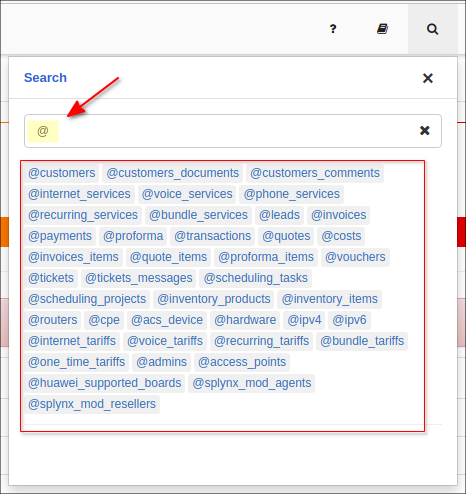 ?
Search
@
@customers @customers_documents @customers_comments
@internet_services @voice_services @phone_services
@recurring_services @bundle_services @leads @invoices
@payments @proforma @transactions @quotes @costs
@invoices_items @quote_items @proforma_items @vouchers
@tickets @tickets_messages @scheduling_tasks
@scheduling_projects @inventory_products @inventory_items
@routers @cpe @acs_device @hardware @ipv4 @ipv6
@internet_tariffs @voice_tariffs @recurring_tariffs @bundle_tariffs
@one_time_tariffs @admins @access_points
@huawei_supported_boards @splynx_mod_agents
@splynx_mod_resellers